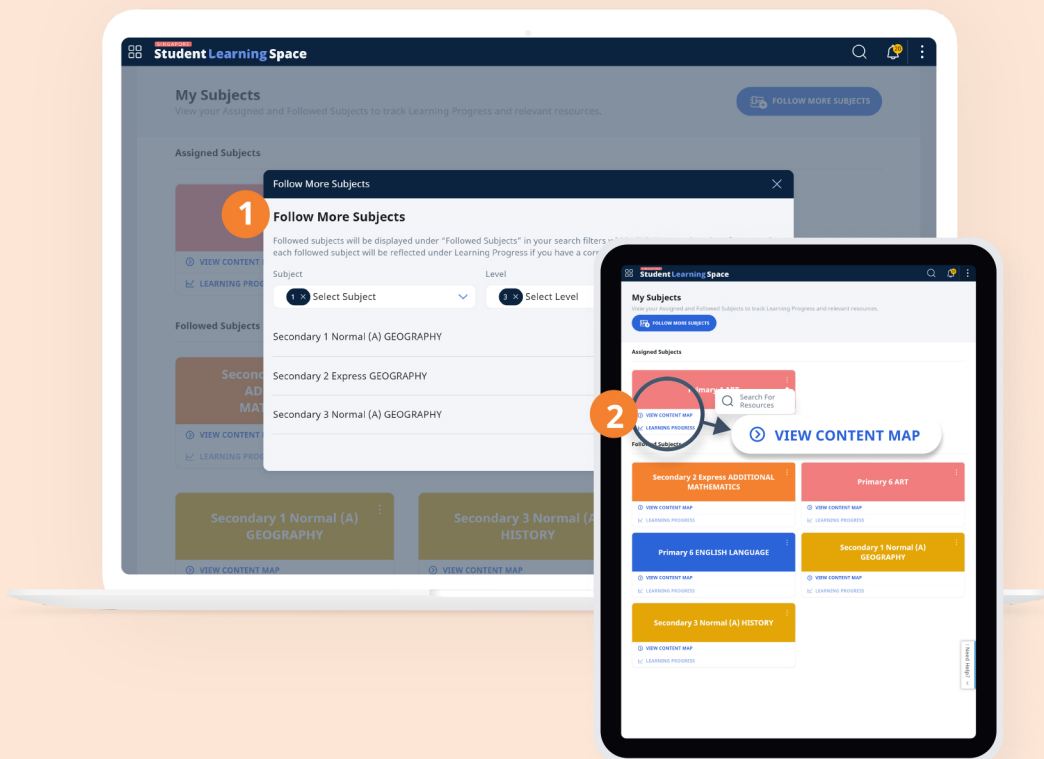 SINGAPORE
Student Learning Space
10
My Subjects
View your Assigned and Followed Subjects to track Learning Progress and relevant resources.
FOLLOW MORE SUBJECTS
Assigned Subjects
Follow More Subjects
1
Follow More Subjects
Followed subjects will be displayed under "Followed Subjects" in your search filters
each followed subject will be reflected under Learning Progress if you have a
Subject
Level
1 × Select Subject
3 × Select Level
Secondary 1 Normal (A) GEOGRAPHY
Secondary 2 Express GEOGRAPHY
Secondary 3 Normal (A) GEOGRAPHY
VIEW CONTENT
LEARNING
Followed Subjects
VIEW CONTENT
LEARNING
Secondary 1 Normal (A)
GEOGRAPHY
VIEW CONTENT MAP
Secondary 3 Normal
HISTORY
VIEW CONTENT MAP
SINGAPORE
Student Learning Space
10
My Subjects
View your Assigned and Followed Subjects to track Learning Progress and relevant resources.
FOLLOW MORE SUBJECTS
Assigned Subjects
ART
Search For
Resources
2
VIEW CONTENT MAP
LEARNING PROGRESS
VIEW CONTENT MAP
Followed Subjects
Secondary 2 Express ADDITIONAL
MATHEMATICS
VIEW CONTENT MAP
LEARNING PROGRESS
Primary 6 ART
VIEW CONTENT MAP
LEARNING PROGRESS
Primary 6 ENGLISH LANGUAGE
VIEW CONTENT MAP
LEARNING PROGRESS
Secondary 1 Normal (A)
GEOGRAPHY
VIEW CONTENT MAP
LEARNING PROGRESS
Secondary 3 Normal (A) HISTORY
VIEW CONTENT MAP
LEARNING PROGRESS
Need Help?